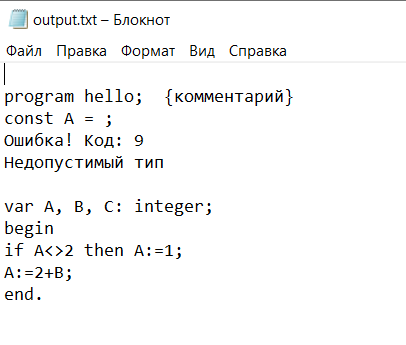 output.txt – Блокнот
Файл Правка Формат Вид Справка
program hello;  {комментарий}
const A = ;
Ошибка! Код: 9
Недопустимый тип
var A, B, C: integer;
begin
if A<>2 then A:=1;
A:=2+B;
end.